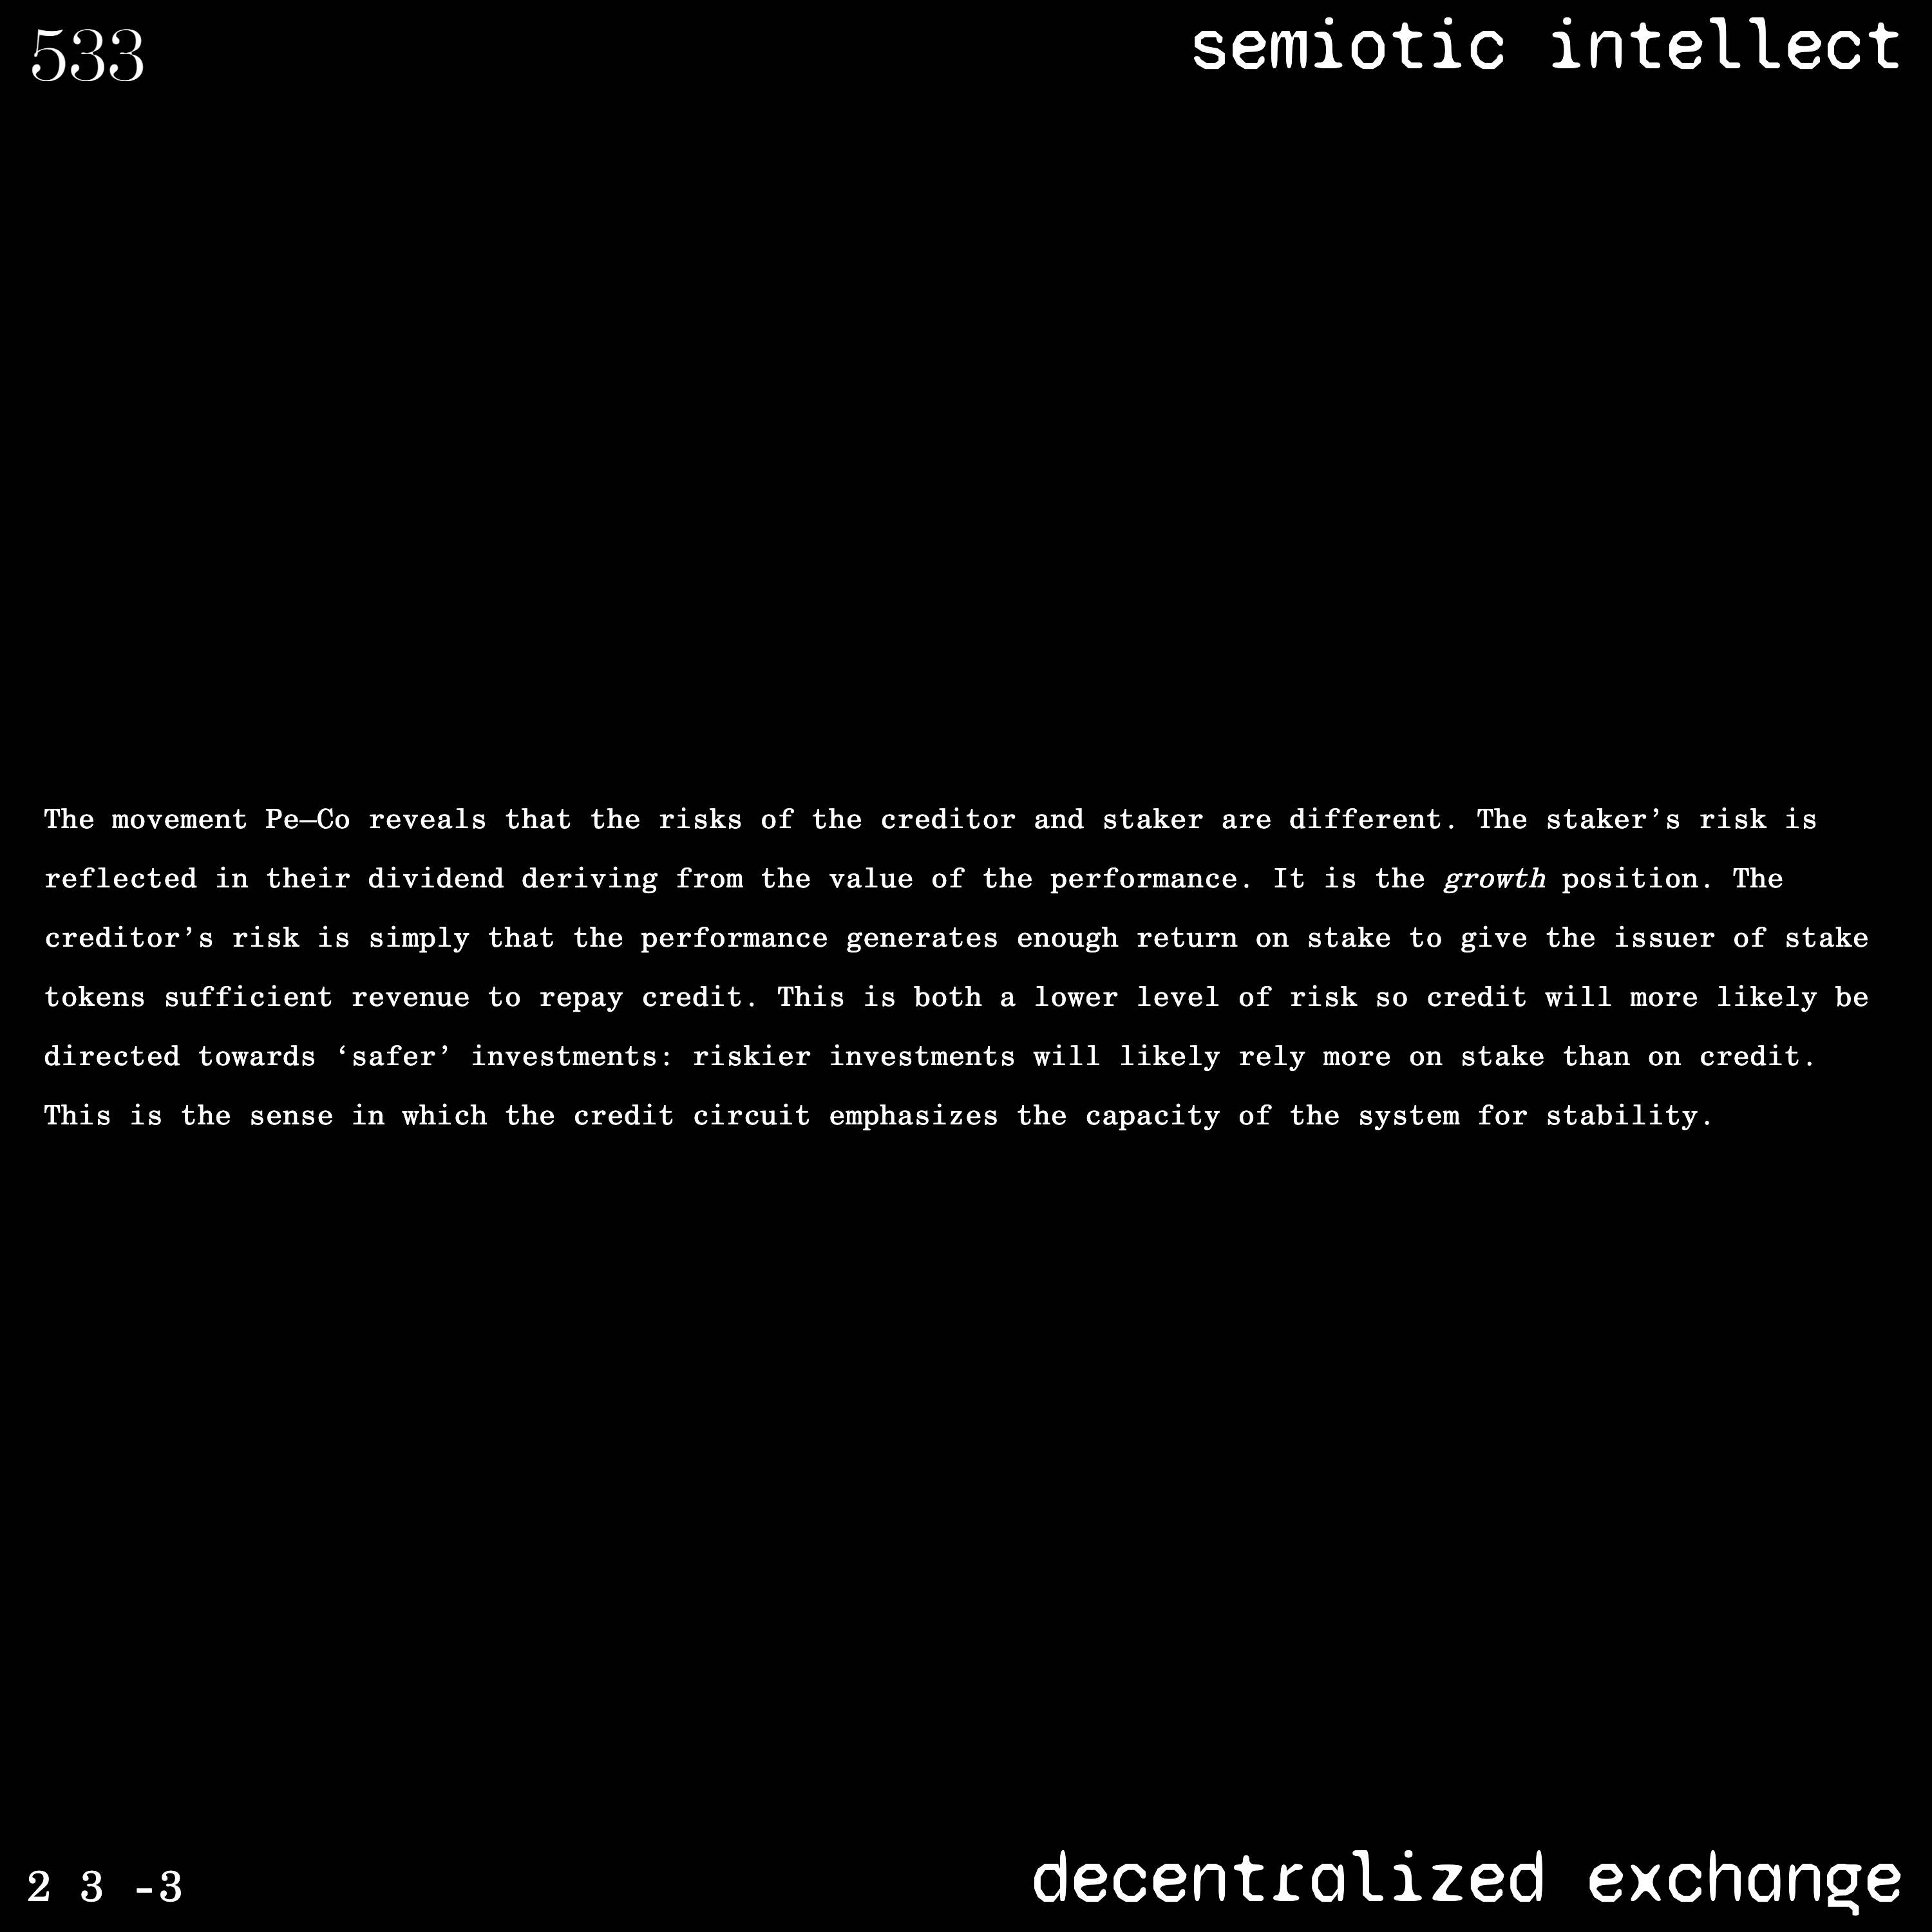 533
semiotic intellect
The movement Pe—Co reveals that the risks of the creditor and staker are different. The staker’s risk is
reflected in their dividend deriving from the value of the performance. It is the growth position. The
creditor’s risk is simply that the performance generates enough return on stake to give the issuer of stake
tokens sufficient revenue to repay credit. This is both a lower level of risk so credit will more likely be
directed towards ‘safer’ investments: riskier investments will likely rely more on stake than on credit.
This is the sense in which the credit circuit emphasizes the capacity of the system for stability.
2 3 -3
decentralized exchange